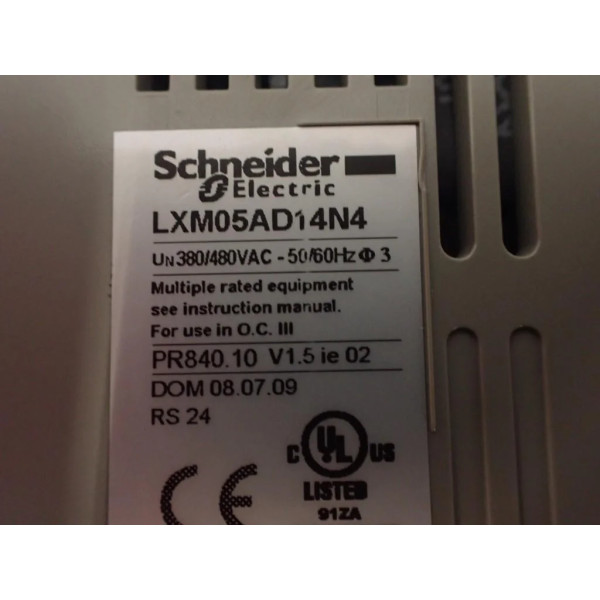 Schneider
Electric
LXM05AD14N4
UN 380/480VAC - 50/60Hz Φ 3
Multiple rated equipment
see instruction manual.
For use in O.C. III
PR840.10 V1.5 ie 02
DOM 08.07.09
RS 24
C UL US
LISTED
91ZA
CE